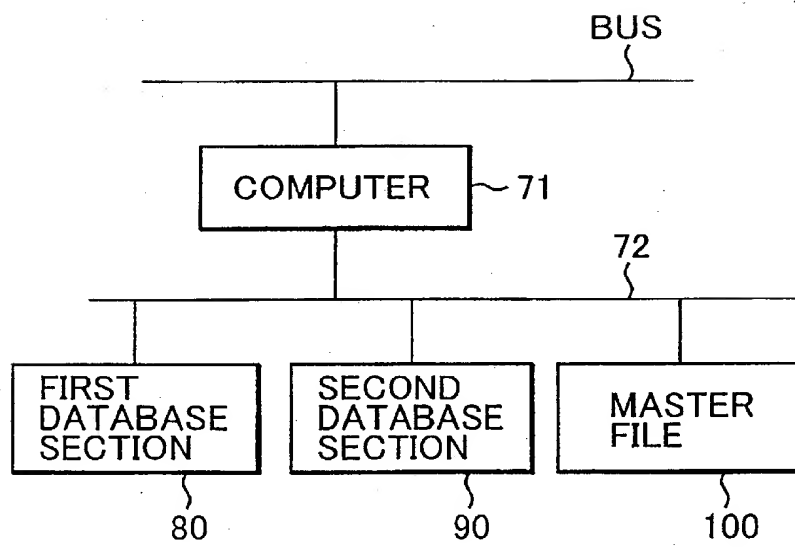 BUS
COMPUTER
71
72
FIRST
DATABASE
SECTION
SECOND
DATABASE
SECTION
MASTER
FILE
80
90
100